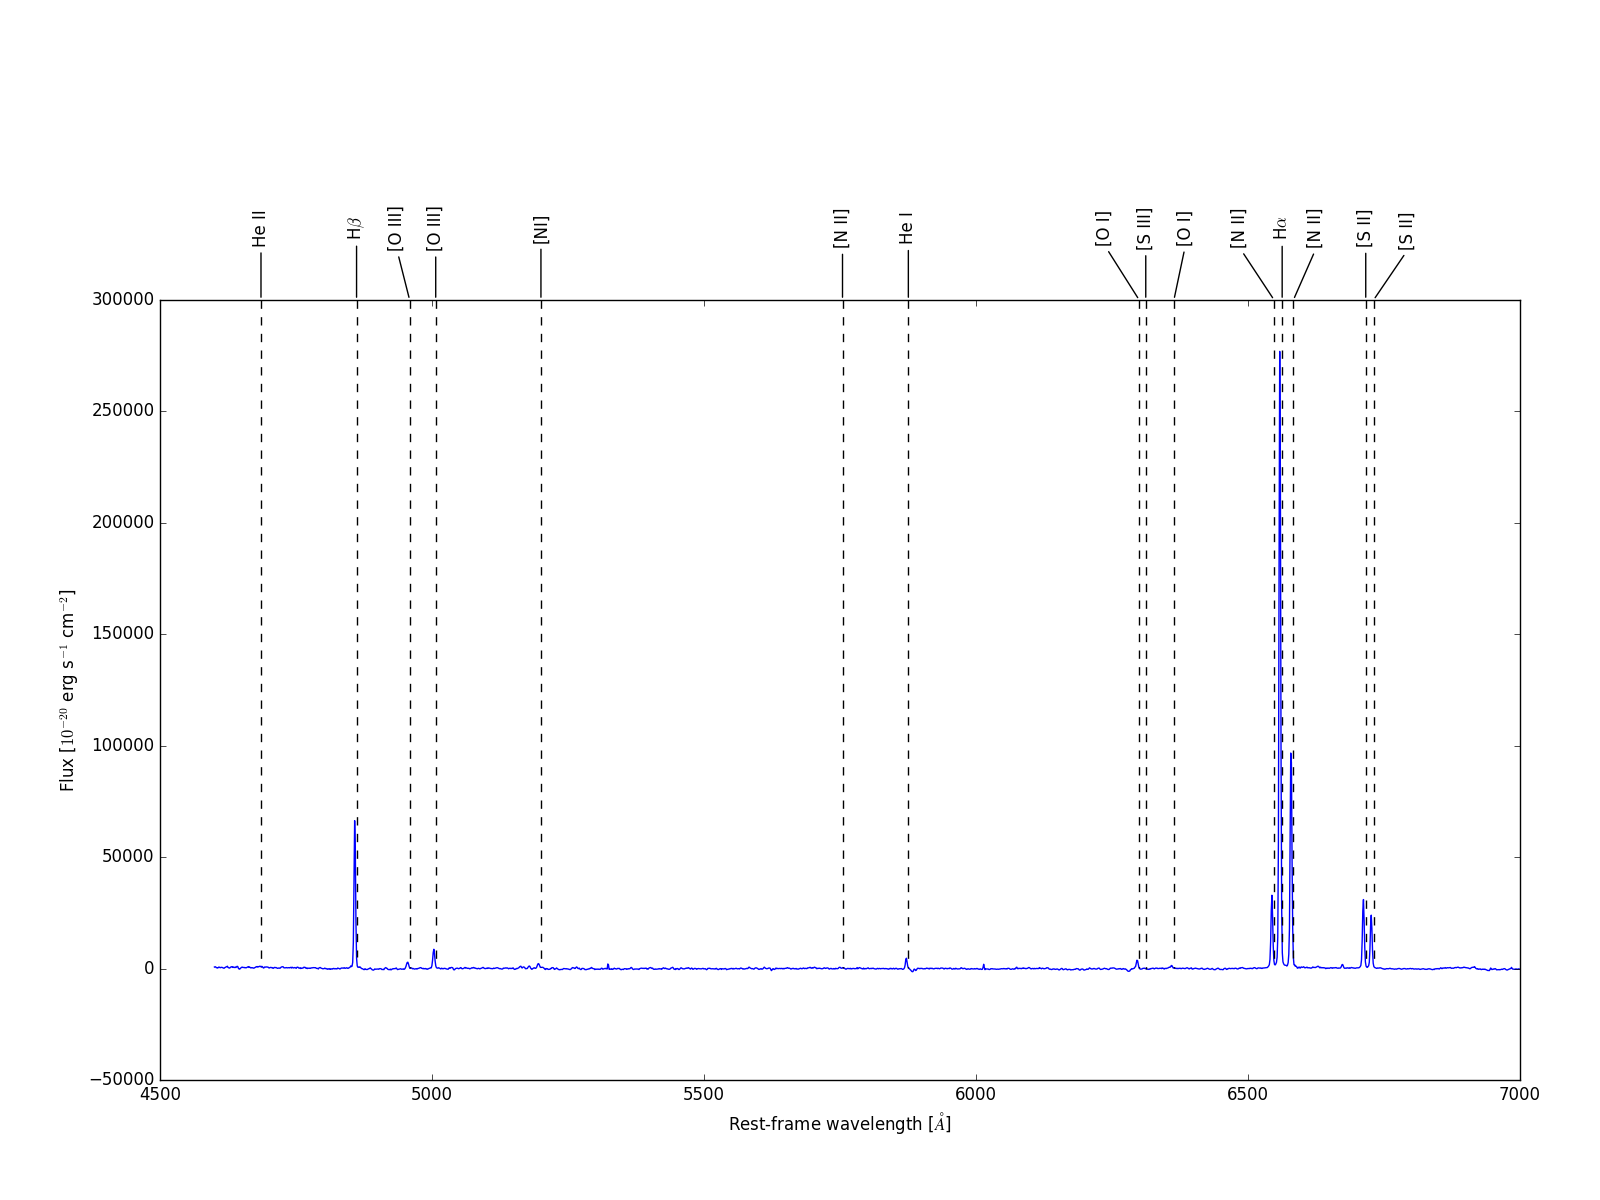 He II
Hβ
[O III]
[O III]
[NI]
[N II]
He I
[O I]
[S III]
[O I]
[N II]
Hα
[N II]
[S II]
[S II]
300000
250000
200000
150000
100000
50000
0
−50000
Flux [10⁻²⁰ erg s⁻¹ cm⁻²]
4500 5000 5500 6000 6500 7000
Rest-frame wavelength [Å]